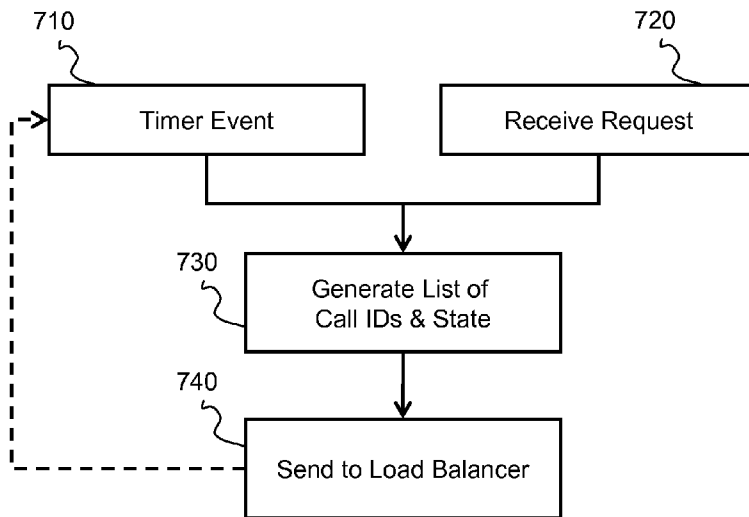 710
720
Timer Event
Receive Request
730
Generate List of
Call IDs & State
740
Send to Load Balancer